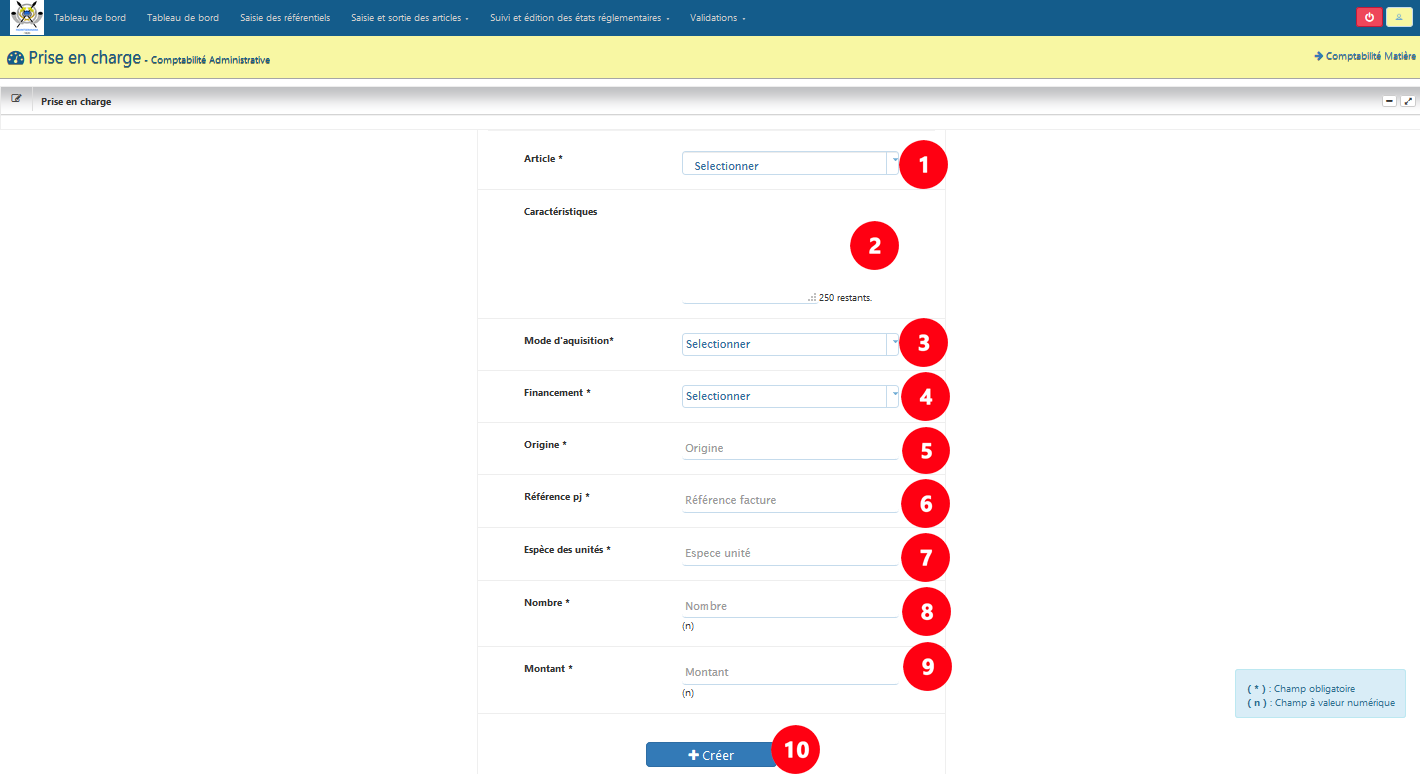 Tableau de bord Tableau de bord Saisie des référentiels Saisie et sortie des articles Suivi et édition des états réglementaires Validations
Prise en charge - Comptabilité Administrative
Comptabilité Matière
Prise en charge
Article * Selectionner 1
Caractéristiques 2
250 restants.
Mode d'aquisition* Selectionner 3
Financement * Selectionner 4
Origine * Origine 5
Référence pj * Référence facture 6
Espèce des unités * Espece unité 7
Nombre * Nombre 8
(n)
Montant * Montant 9
(n)
( * ) : Champ obligatoire
( n ) : Champ à valeur numérique
Créer 10